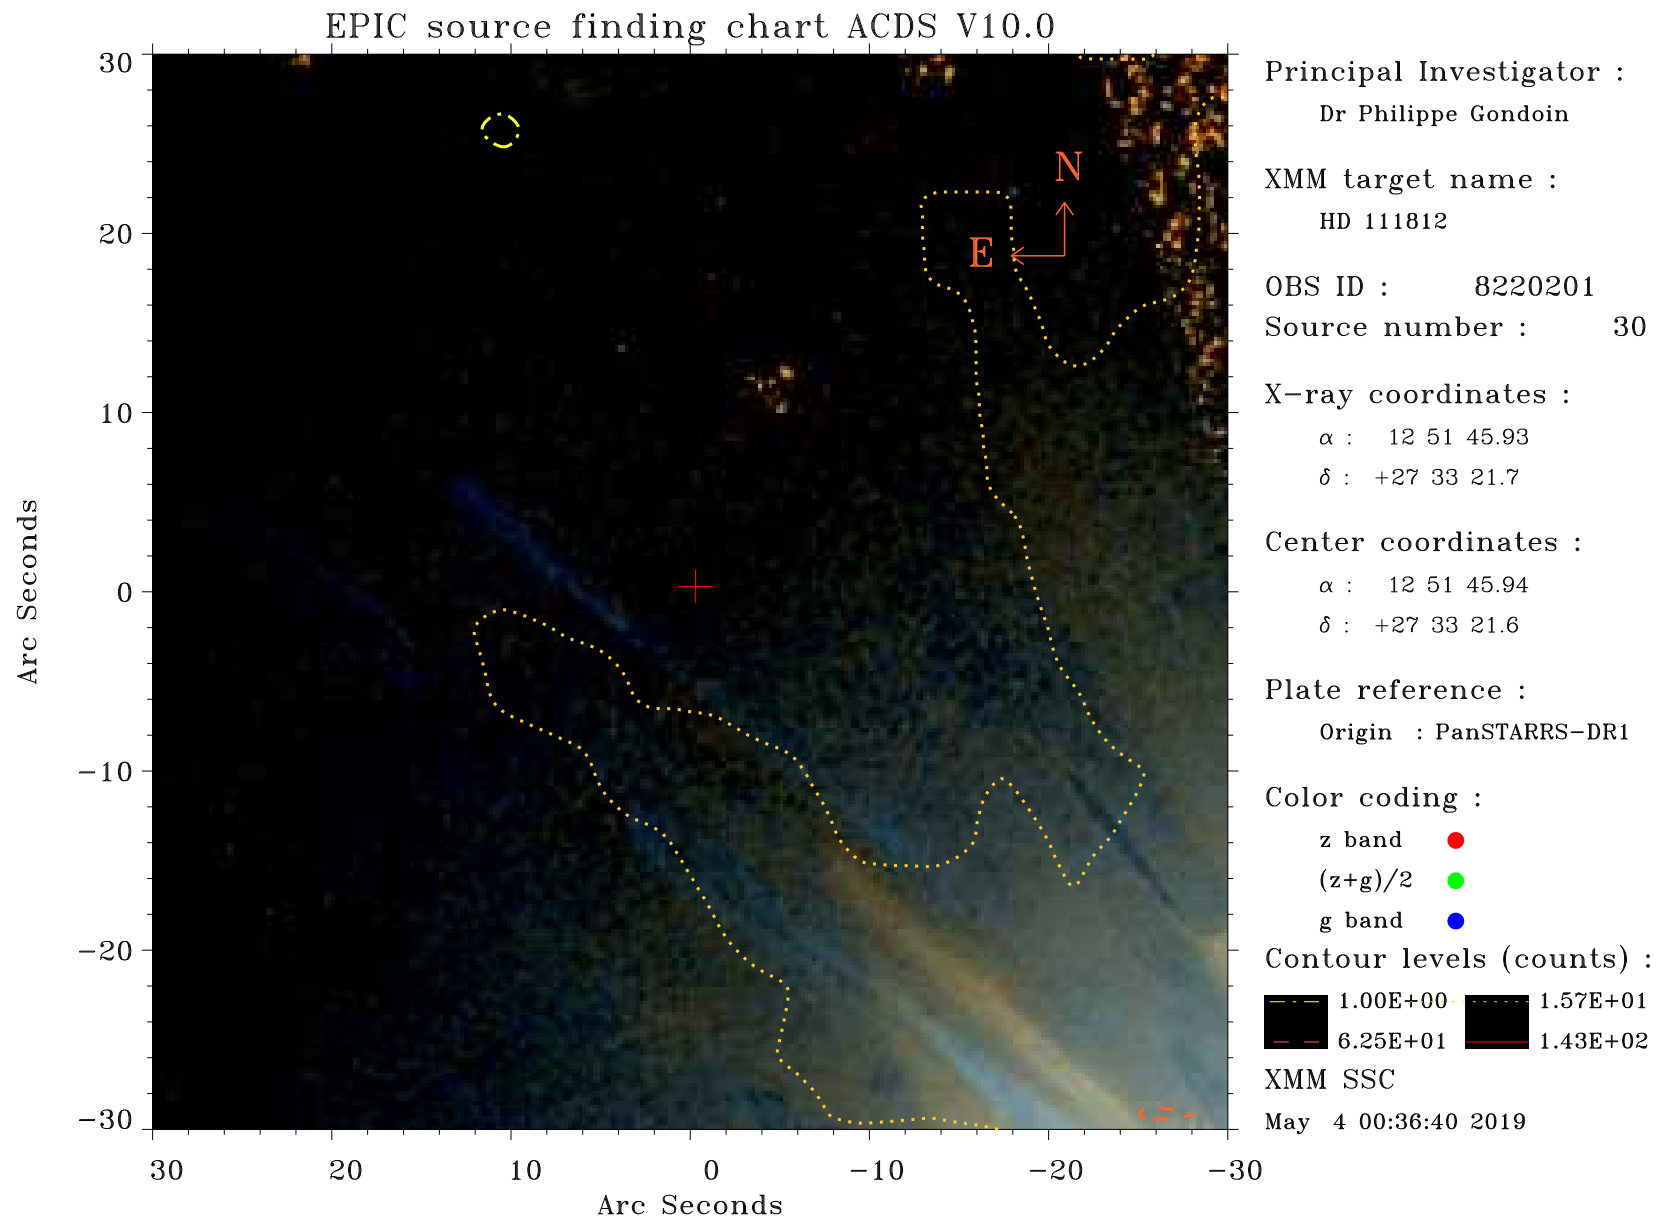 EPIC source finding chart ACDS V10.0
30
20
10
0
−10
−20
−30
Arc Seconds
30 20 10 0 −10 −20 −30
Arc Seconds
N
E
Principal Investigator :
Dr Philippe Gondoin
XMM target name :
HD 111812
OBS ID : 8220201
Source number : 30
X−ray coordinates :
α : 12 51 45.93
δ : +27 33 21.7
Center coordinates :
α : 12 51 45.94
δ : +27 33 21.6
Plate reference :
Origin : PanSTARRS−DR1
Color coding :
z band
(z+g)/2
g band
Contour levels (counts) :
1.00E+00 1.57E+01
6.25E+01 1.43E+02
XMM SSC
May 4 00:36:40 2019